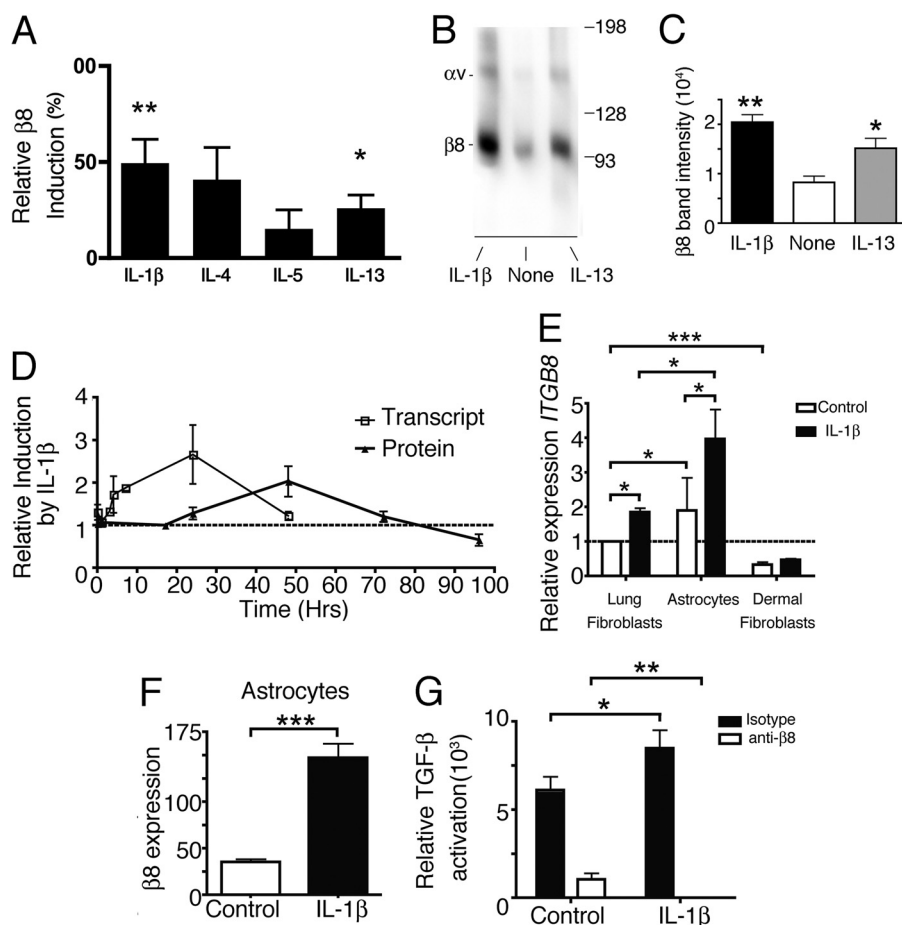 A
Relative β8
Induction (%)
00
50
00
**
*
IL-1β IL-4 IL-5 IL-13
B
αv
β8
198
128
93
IL-1β None IL-13
C
β8 band intensity (10⁴)
2
1
0
**
*
IL-1β None IL-13
D
Relative Induction
by IL-1β
4
3
2
1
0
Transcript
Protein
0 10 20 30 40 50 60 70 80 90 100
Time (Hrs)
E
Relative expression ITGB8
5
4
3
2
1
0
***
*
*
*
*
Control
IL-1β
Lung Astrocytes Dermal
Fibroblasts Fibroblasts
F
Astrocytes
β8 expression
175
100
50
0
***
Control IL-1β
G
Relative TGF-β
activation (10³)
10
5
0
**
*
Isotype
anti-β8
Control IL-1β